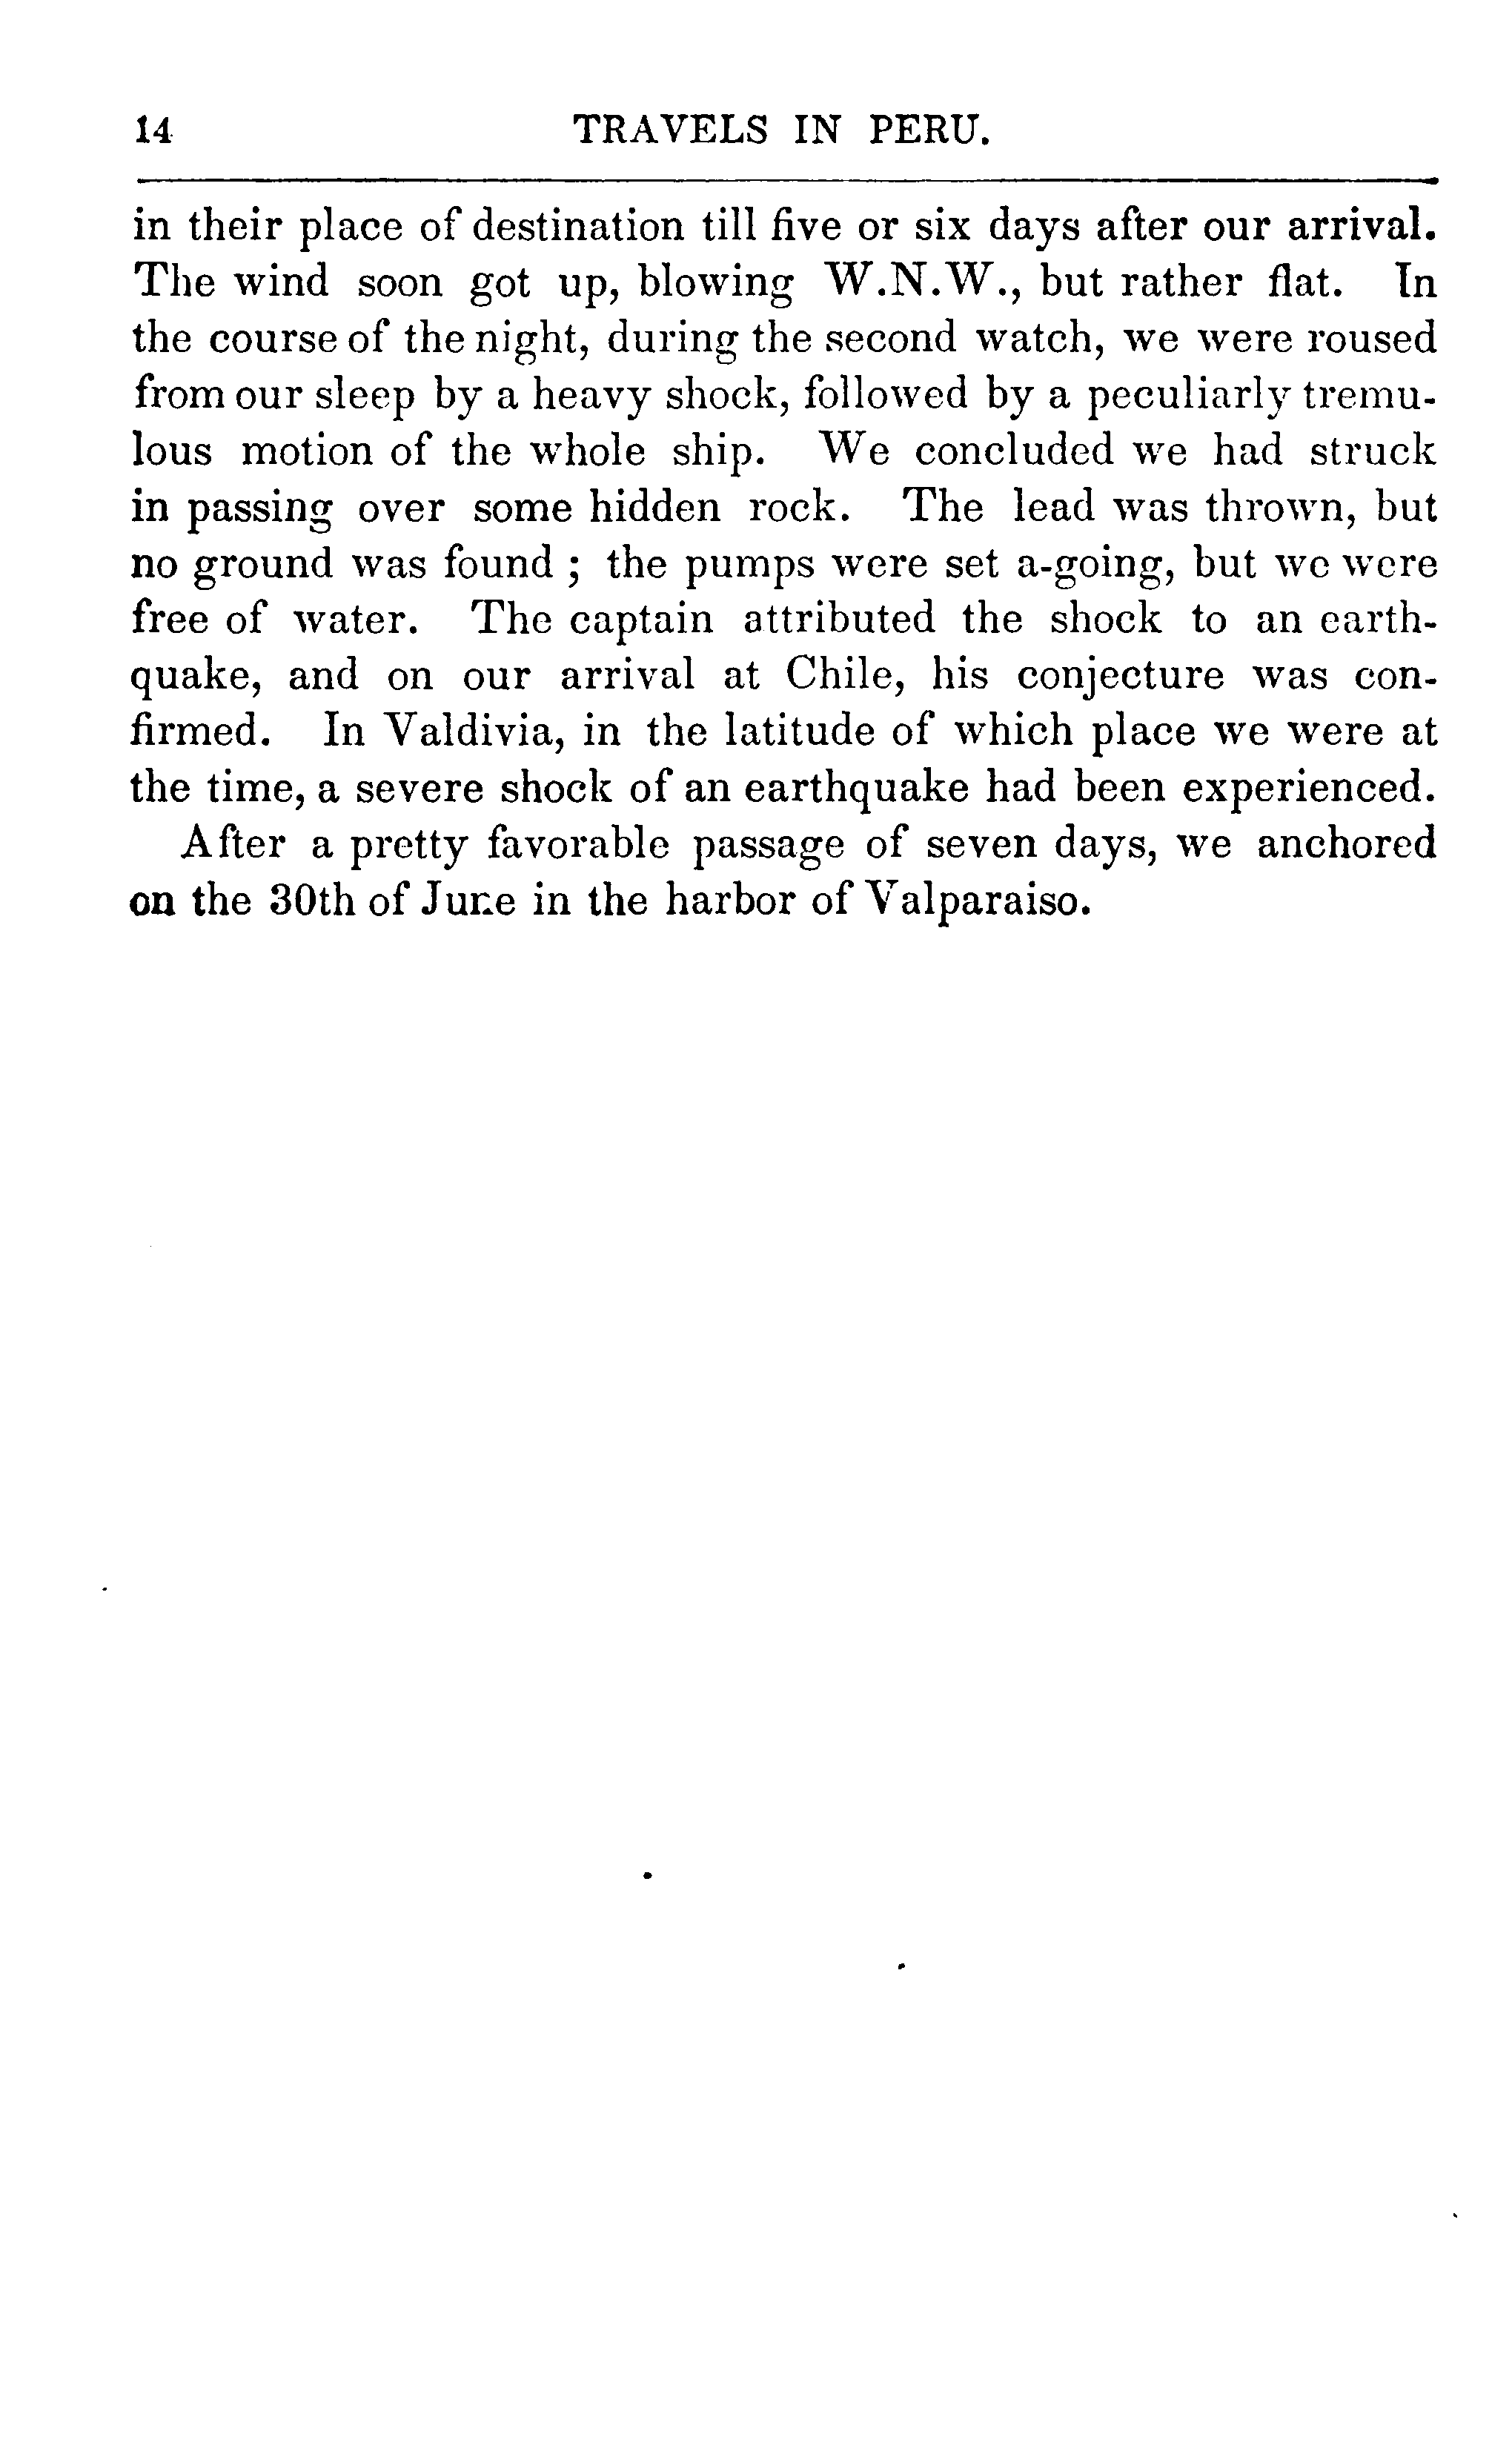 14 TRAVELS IN PERU.
in their place of destination till five or six days after our arrival.
The wind soon got up, blowing W.N.W., but rather flat. In
the course of the night, during the second watch, we were roused
from our sleep by a heavy shock, followed by a peculiarly tremu-
lous motion of the whole ship. We concluded we had struck
in passing over some hidden rock. The lead was thrown, but
no ground was found ; the pumps were set a-going, but we were
free of water. The captain attributed the shock to an earth-
quake, and on our arrival at Chile, his conjecture was con-
firmed. In Valdivia, in the latitude of which place we were at
the time, a severe shock of an earthquake had been experienced.
After a pretty favorable passage of seven days, we anchored
on the 30th of June in the harbor of Valparaiso.